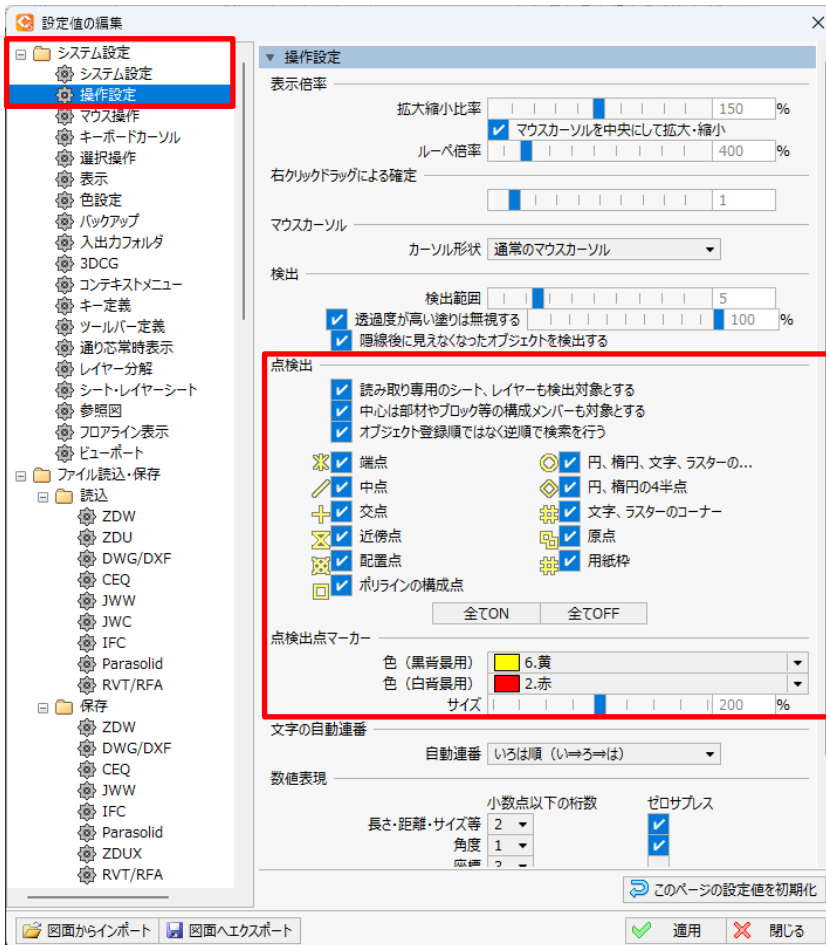 設定値の編集
システム設定
システム設定
操作設定
マウス操作
キーボードカーソル
選択操作
表示
色設定
バックアップ
入出力フォルダ
3DCG
コンテキストメニュー
キー定義
ツールバー定義
通り芯常時表示
レイヤー分解
シート・レイヤーシート
参照図
フロアライン表示
ビューポート
ファイル読込・保存
読込
ZDW
ZDU
DWG/DXF
CEQ
JWW
JWC
IFC
Parasolid
RVT/RFA
保存
ZDW
DWG/DXF
CEQ
JWW
IFC
Parasolid
ZDUX
RVT/RFA
操作設定
表示倍率
拡大縮小比率 150 %
マウスカーソルを中央にして拡大・縮小
ルーペ倍率 400 %
右クリックドラッグによる確定
1
マウスカーソル
カーソル形状 通常のマウスカーソル
検出
検出範囲 5
透過度が高い塗りは無視する 100 %
隠線後に見えなくなったオブジェクトを検出する
点検出
読み取り専用のシート、レイヤーも検出対象とする
中心は部材やブロック等の構成メンバーも対象とする
オブジェクト登録順ではなく逆順で検索を行う
端点 円、楕円、文字、ラスターの...
中点 円、楕円の4半点
交点 文字、ラスターのコーナー
近傍点 原点
配置点 用紙枠
ポリラインの構成点
全てON 全てOFF
点検出点マーカー
色（黒背景用） 6.黄
色（白背景用） 2.赤
サイズ 200 %
文字の自動連番
自動連番 いろは順（い⇒ろ⇒は）
数値表現
小数点以下の桁数 ゼロサプレス
長さ・距離・サイズ等 2
角度 1
座標
このページの設定値を初期化
図面からインポート 図面へエクスポート 適用 閉じる